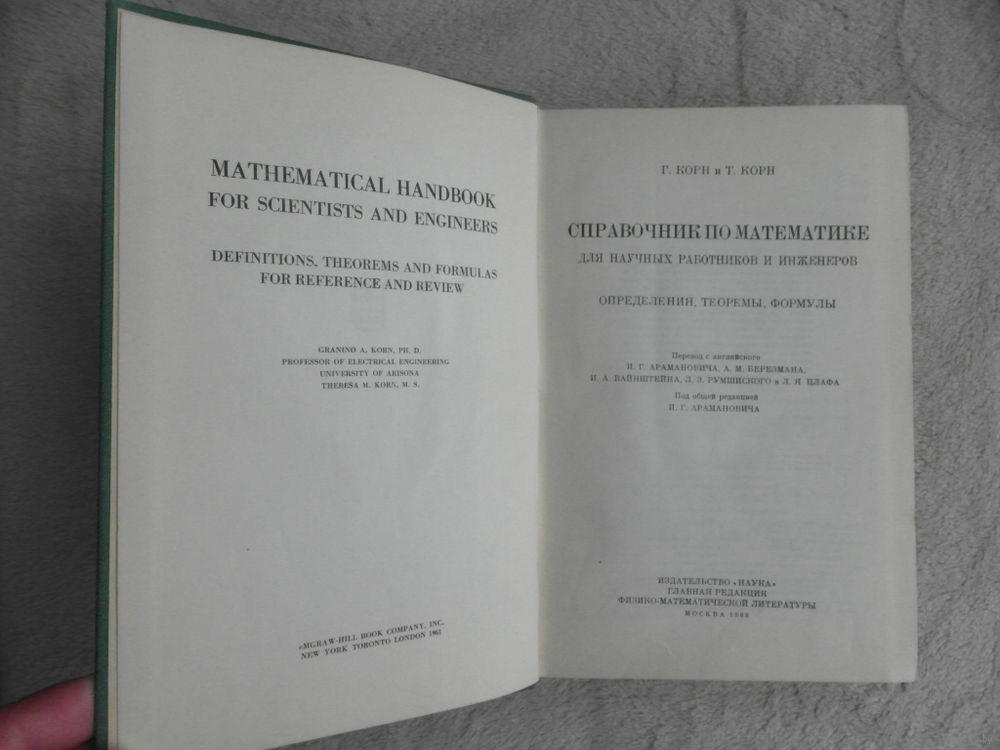 MATHEMATICAL HANDBOOK
FOR SCIENTISTS AND ENGINEERS
DEFINITIONS, THEOREMS AND FORMULAS
FOR REFERENCE AND REVIEW
GRANINO A. KORN, PH. D.
PROFESSOR OF ELECTRICAL ENGINEERING
UNIVERSITY OF ARISONA
THERESA M. KORN, M. S.
MGRAW-HILL BOOK COMPANY, INC.
NEW YORK TORONTO LONDON 1961
Г. КОРН и Т. КОРН
СПРАВОЧНИК ПО МАТЕМАТИКЕ
ДЛЯ НАУЧНЫХ РАБОТНИКОВ И ИНЖЕНЕРОВ
ОПРЕДЕЛЕНИЯ, ТЕОРЕМЫ, ФОРМУЛЫ
Перевод с английского
И. Г. АРАМАНОВИЧА, А. М. БЕРЕЗМАНА,
И. А. ВАЙНШТЕЙНА, Л. З. РУМШИСКОГО и Л. Я. ЦЛАФА
Под общей редакцией
И. Г. АРАМАНОВИЧА
ИЗДАТЕЛЬСТВО «НАУКА»
ГЛАВНАЯ РЕДАКЦИЯ
ФИЗИКО-МАТЕМАТИЧЕСКОЙ ЛИТЕРАТУРЫ
МОСКВА